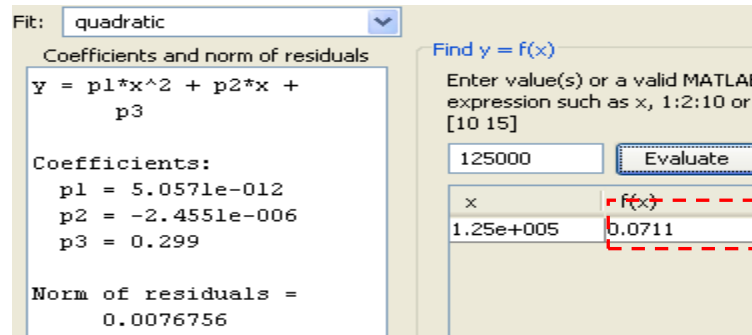 Fit: quadratic
Coefficients and norm of residuals
y = p1*x^2 + p2*x +
p3
Coefficients:
p1 = 5.0571e-012
p2 = -2.4551e-006
p3 = 0.299
Norm of residuals =
0.0076756
Find y = f(x)
Enter value(s) or a valid MATLA
expression such as x, 1:2:10 or
[10 15]
125000 Evaluate
x f(x)
1.25e+005 0.0711